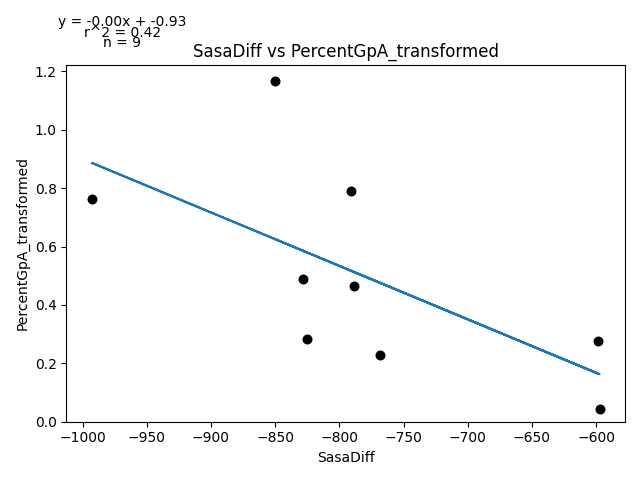 y = -0.00x + -0.93
r^2 = 0.42
n = 9
SasaDiff vs PercentGpA_transformed
1.2
1.0
0.8
0.6
0.4
0.2
0.0
PercentGpA_transformed
−1000
−950
−900
−850
−800
−750
−700
−650
−600
SasaDiff